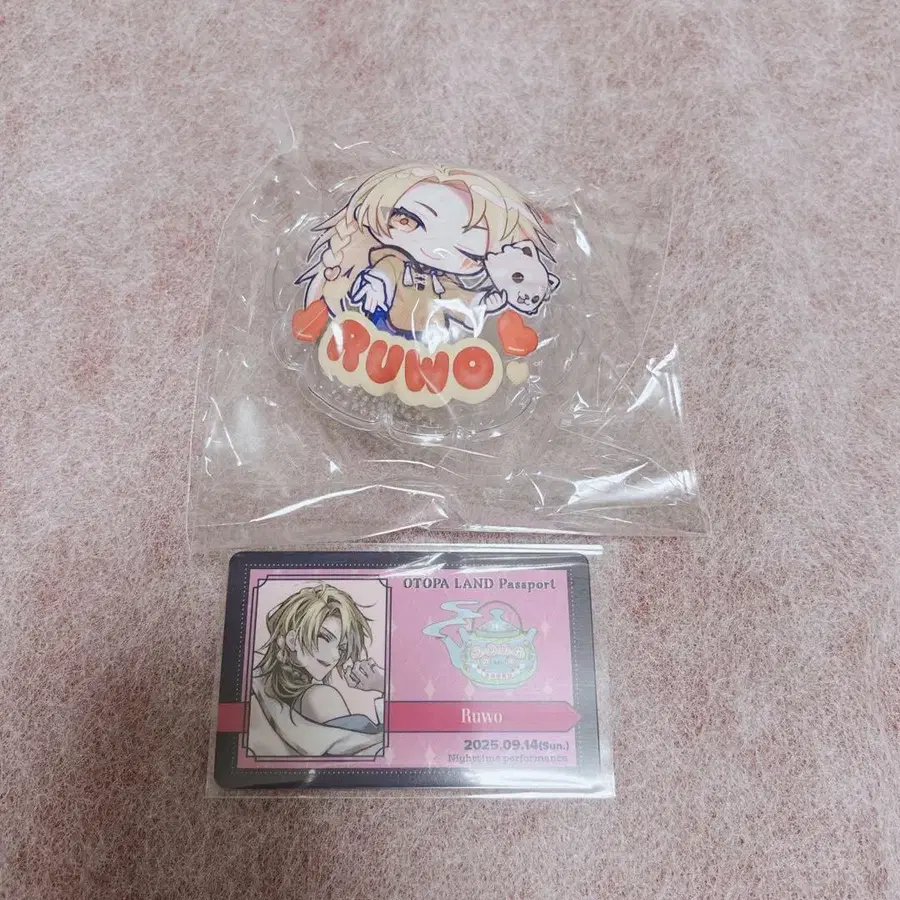 RUWO
OTOPA LAND Passport
Ruwo
2025.09.14(Sun.)
Nighttime performance